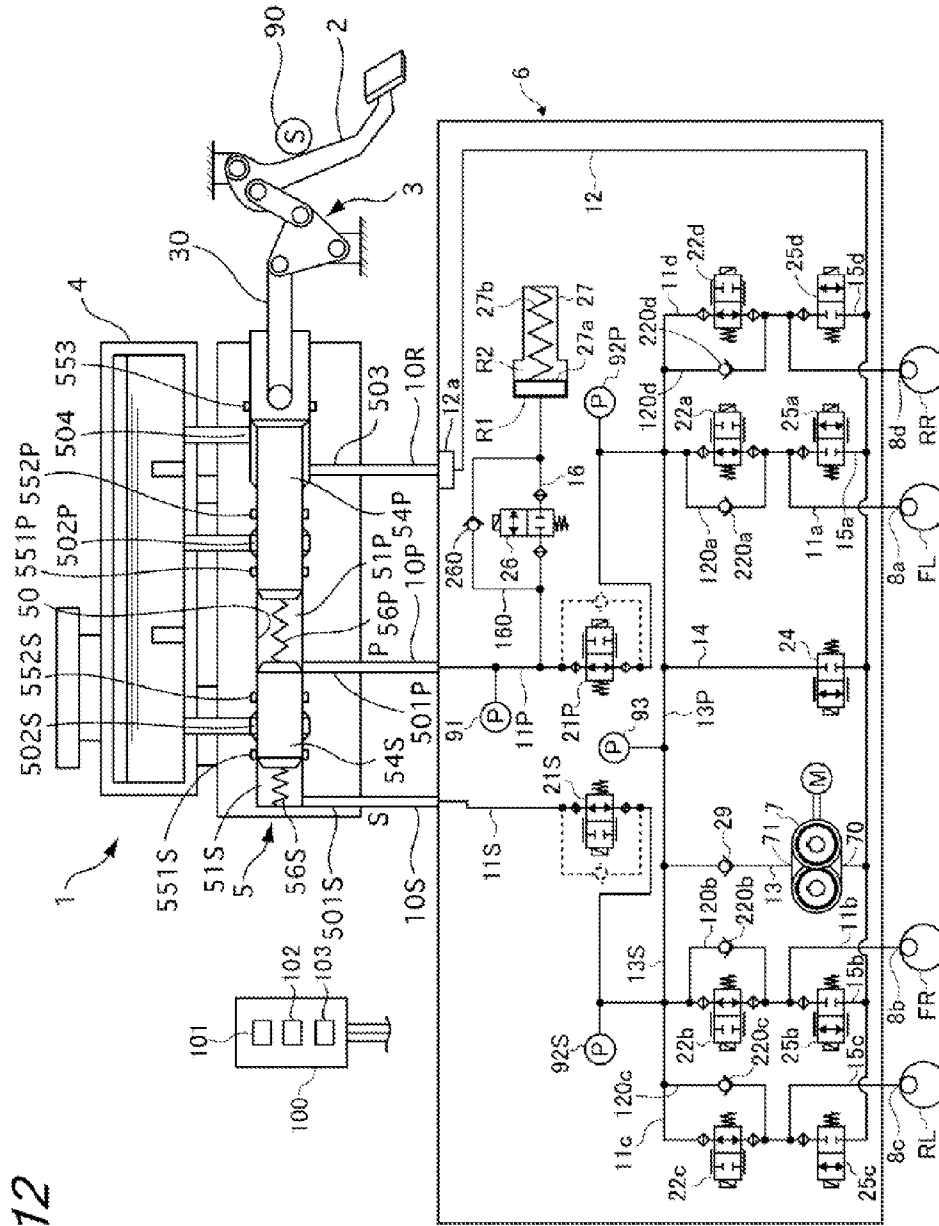 12
1
4
553
504
552P
502P
551P
50
552S
502S
551S
51S
5
56S
501S
10S
S
54S
501P
P
56P
10P
51P
54P
503
10R
30
3
90
S
2
6
101
102
103
100
12a
12
11S
21S
91
P
11P
160
260
26
16
R1
R2
27a
27b
27
21P
92P
P
93
P
13P
14
24
92S
P
13S
29
13
71
7
70
M
11c
120c
220c
22c
25c
15c
120b
220b
22b
25b
15b
11b
120a
220a
22a
25a
15a
11a
120d
220d
11d
22d
25d
15d
8c
RL
8b
FR
8a
FL
8d
RR